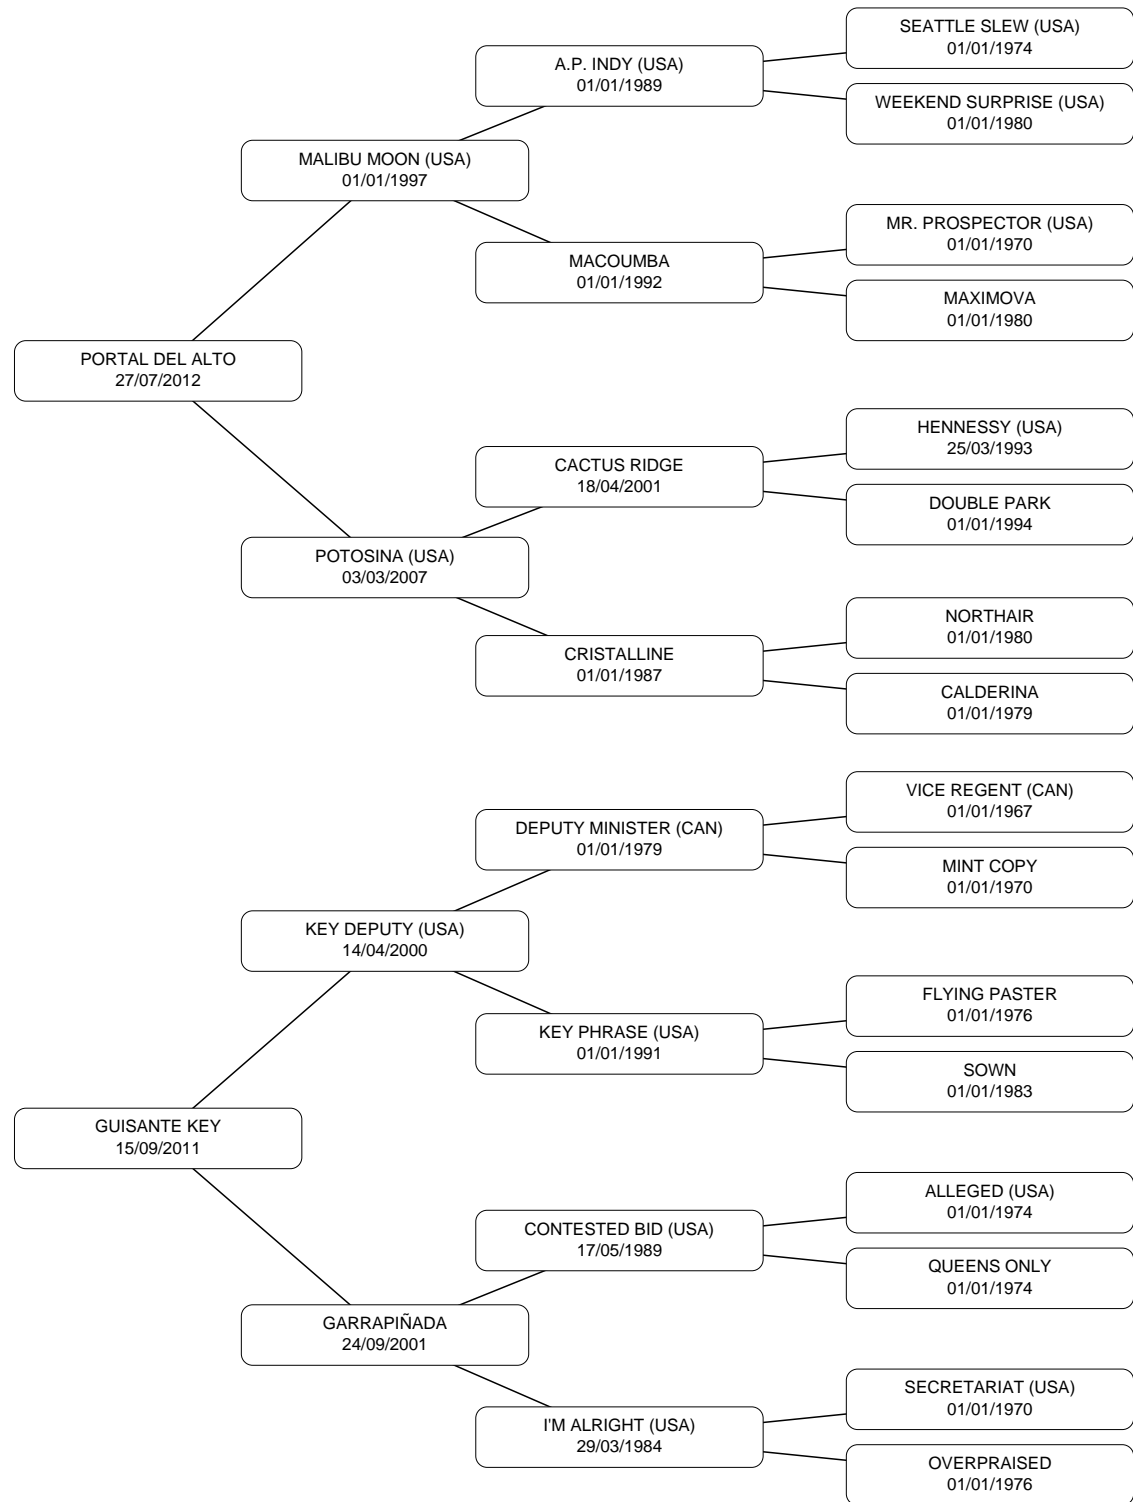 SEATTLE SLEW (USA)
01/01/1974
A.P. INDY (USA)
01/01/1989
WEEKEND SURPRISE (USA)
01/01/1980
MALIBU MOON (USA)
01/01/1997
MR. PROSPECTOR (USA)
01/01/1970
MACOUMBA
01/01/1992
MAXIMOVA
01/01/1980
PORTAL DEL ALTO
27/07/2012
HENNESSY (USA)
25/03/1993
CACTUS RIDGE
18/04/2001
DOUBLE PARK
01/01/1994
POTOSINA (USA)
03/03/2007
NORTHAIR
01/01/1980
CRISTALLINE
01/01/1987
CALDERINA
01/01/1979
VICE REGENT (CAN)
01/01/1967
DEPUTY MINISTER (CAN)
01/01/1979
MINT COPY
01/01/1970
KEY DEPUTY (USA)
14/04/2000
FLYING PASTER
01/01/1976
KEY PHRASE (USA)
01/01/1991
SOWN
01/01/1983
GUISANTE KEY
15/09/2011
ALLEGED (USA)
01/01/1974
CONTESTED BID (USA)
17/05/1989
QUEENS ONLY
01/01/1974
GARRAPIÑADA
24/09/2001
SECRETARIAT (USA)
01/01/1970
I'M ALRIGHT (USA)
29/03/1984
OVERPRAISED
01/01/1976